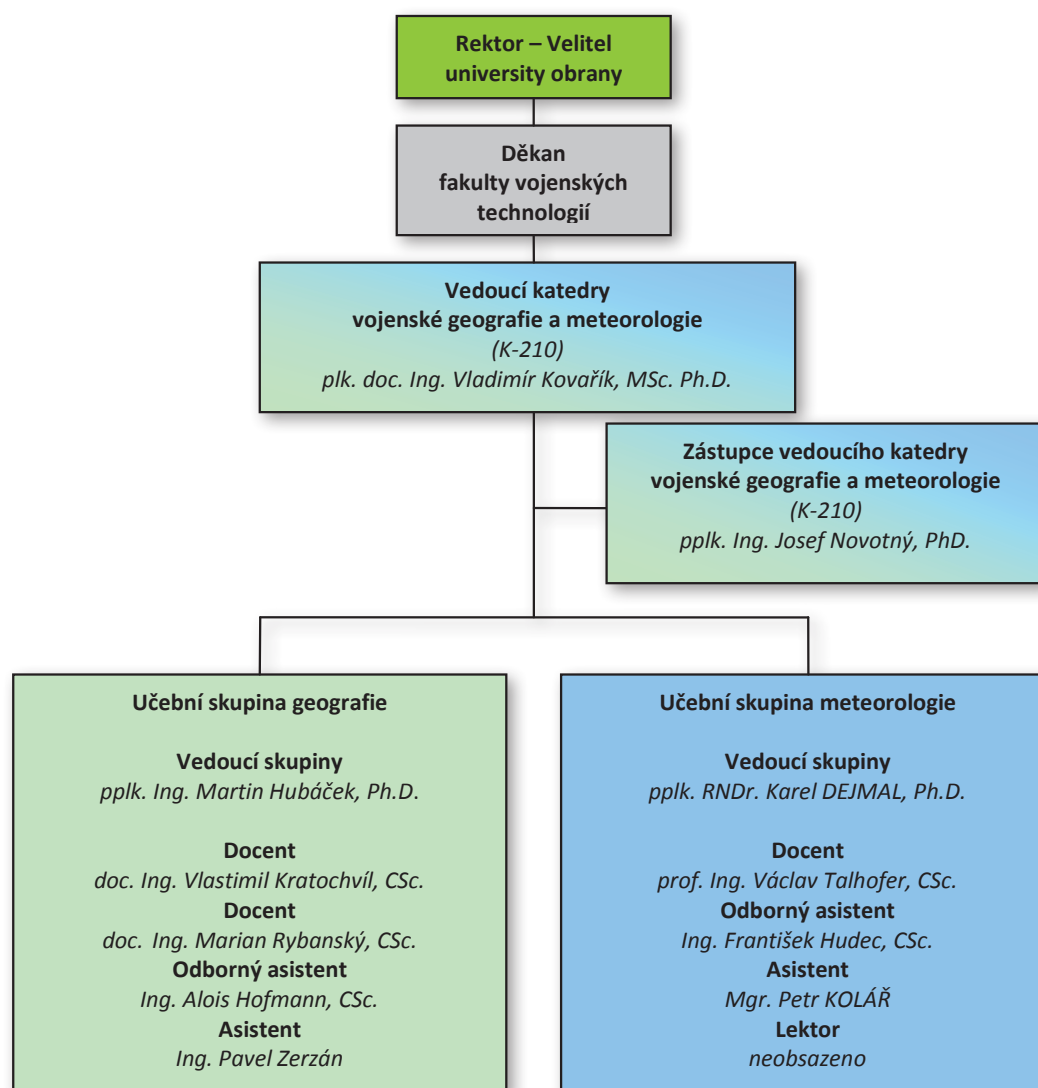 Rektor – Velitel
university obrany
Děkan
fakulty vojenských
technologií
Vedoucí katedry
vojenské geografie a meteorologie
(K-210)
plk. doc. Ing. Vladimír Kovařík, MSc. Ph.D.
Zástupce vedoucího katedry
vojenské geografie a meteorologie
(K-210)
pplk. Ing. Josef Novotný, PhD.
Učební skupina geografie
Vedoucí skupiny
pplk. Ing. Martin Hubáček, Ph.D.
Docent
doc. Ing. Vlastimil Kratochvíl, CSc.
Docent
doc. Ing. Marian Rybanský, CSc.
Odborný asistent
Ing. Alois Hofmann, CSc.
Asistent
Ing. Pavel Zerzán
Učební skupina meteorologie
Vedoucí skupiny
pplk. RNDr. Karel DEJMAL, Ph.D.
Docent
prof. Ing. Václav Talhofer, CSc.
Odborný asistent
Ing. František Hudec, CSc.
Asistent
Mgr. Petr KOLÁŘ
Lektor
neobsazeno